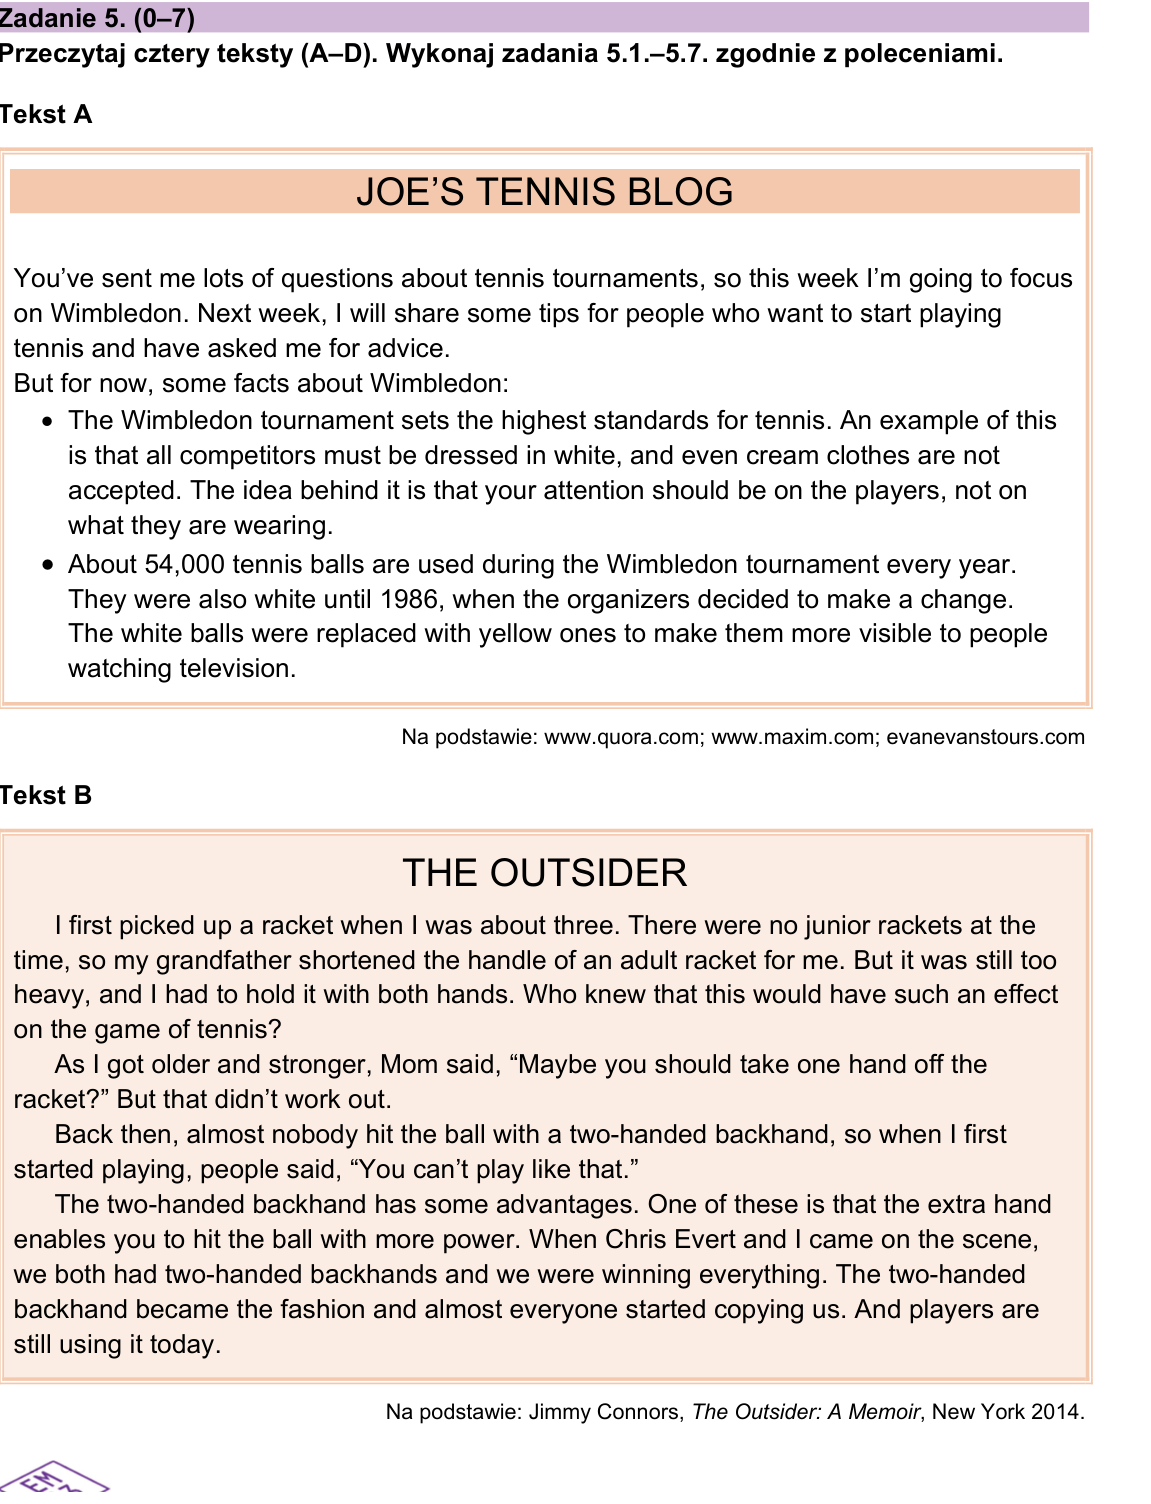 Zadanie 5. (0–7)
Przeczytaj cztery teksty (A–D). Wykonaj zadania 5.1.–5.7. zgodnie z poleceniami.
Tekst A
JOE’S TENNIS BLOG
You’ve sent me lots of questions about tennis tournaments, so this week I’m going to focus
on Wimbledon. Next week, I will share some tips for people who want to start playing
tennis and have asked me for advice.
But for now, some facts about Wimbledon:
• The Wimbledon tournament sets the highest standards for tennis. An example of this
is that all competitors must be dressed in white, and even cream clothes are not
accepted. The idea behind it is that your attention should be on the players, not on
what they are wearing.
• About 54,000 tennis balls are used during the Wimbledon tournament every year.
They were also white until 1986, when the organizers decided to make a change.
The white balls were replaced with yellow ones to make them more visible to people
watching television.
Na podstawie: www.quora.com; www.maxim.com; evanevanstours.com
Tekst B
THE OUTSIDER
I first picked up a racket when I was about three. There were no junior rackets at the
time, so my grandfather shortened the handle of an adult racket for me. But it was still too
heavy, and I had to hold it with both hands. Who knew that this would have such an effect
on the game of tennis?
As I got older and stronger, Mom said, “Maybe you should take one hand off the
racket?” But that didn’t work out.
Back then, almost nobody hit the ball with a two-handed backhand, so when I first
started playing, people said, “You can’t play like that.”
The two-handed backhand has some advantages. One of these is that the extra hand
enables you to hit the ball with more power. When Chris Evert and I came on the scene,
we both had two-handed backhands and we were winning everything. The two-handed
backhand became the fashion and almost everyone started copying us. And players are
still using it today.
Na podstawie: Jimmy Connors, The Outsider: A Memoir, New York 2014.